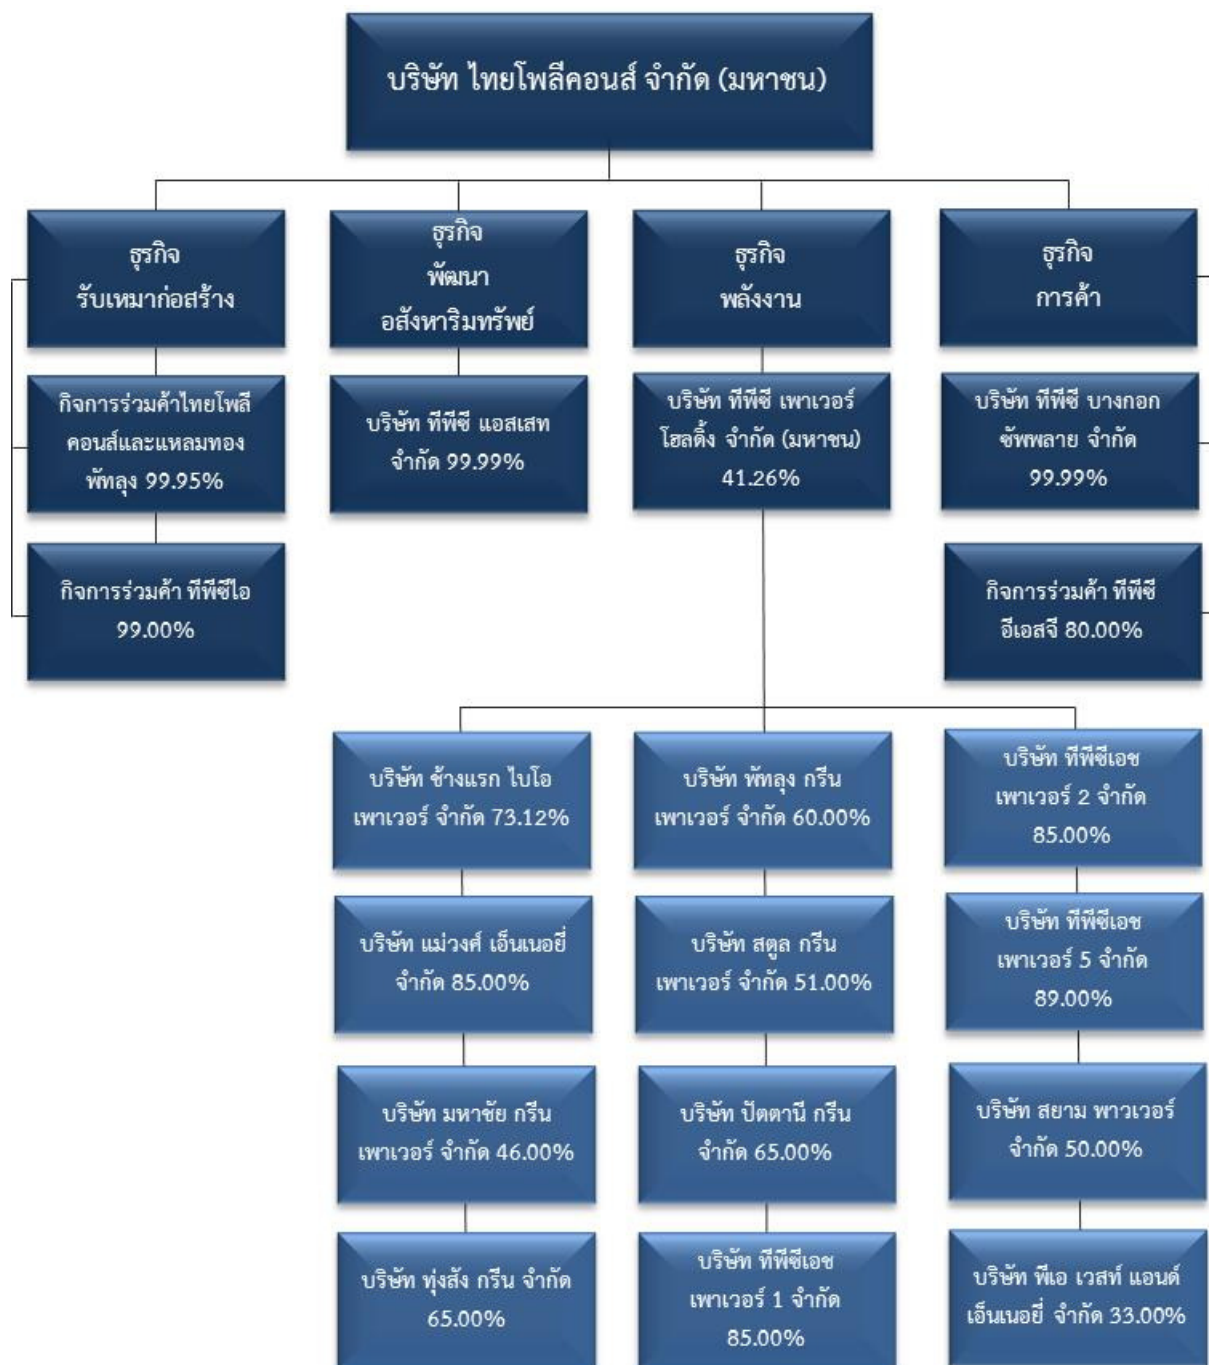 บริษัท ไทยโพลีคอนส์ จำกัด (มหาชน)
ธุรกิจ
รับเหมาก่อสร้าง
ธุรกิจ
พัฒนา
อสังหาริมทรัพย์
ธุรกิจ
พลังงาน
ธุรกิจ
การค้า
กิจการร่วมค้าไทยโพลี
คอนส์และแหลมทอง
พัทลุง 99.95%
บริษัท ทีพีซี แอสเสท
จำกัด 99.99%
บริษัท ทีพีซี เพาเวอร์
โฮลดิ้ง จำกัด (มหาชน)
41.26%
บริษัท ทีพีซี บางกอก
ซัพพลาย จำกัด
99.99%
กิจการร่วมค้า ทีพีซีไอ
99.00%
กิจการร่วมค้า ทีพีซี
อีเอสจี 80.00%
บริษัท ช้างแรก ไบโอ
เพาเวอร์ จำกัด 73.12%
บริษัท พัทลุง กรีน
เพาเวอร์ จำกัด 60.00%
บริษัท ทีพีซีเอช
เพาเวอร์ 2 จำกัด
85.00%
บริษัท แม่วงศ์ เอ็นเนอยี่
จำกัด 85.00%
บริษัท สตูล กรีน
เพาเวอร์ จำกัด 51.00%
บริษัท ทีพีซีเอช
เพาเวอร์ 5 จำกัด
89.00%
บริษัท มหาชัย กรีน
เพาเวอร์ จำกัด 46.00%
บริษัท ปัตตานี กรีน
จำกัด 65.00%
บริษัท สยาม พาวเวอร์
จำกัด 50.00%
บริษัท ทุ่งสัง กรีน จำกัด
65.00%
บริษัท ทีพีซีเอช
เพาเวอร์ 1 จำกัด
85.00%
บริษัท พีเอ เวสท์ แอนด์
เอ็นเนอยี่ จำกัด 33.00%